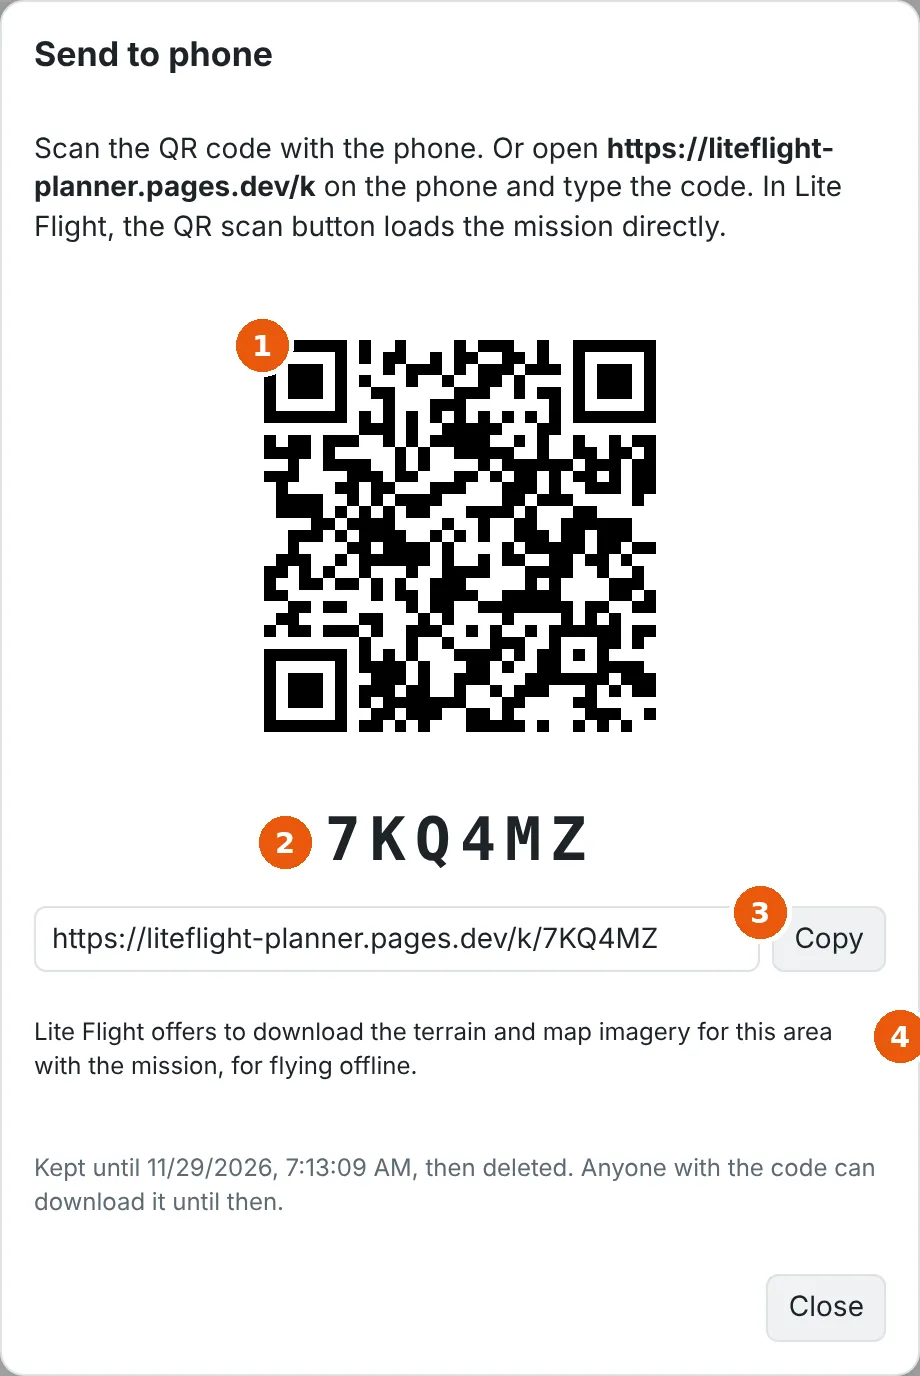 Send to phone
Scan the QR code with the phone. Or open https://liteflight-
planner.pages.dev/k on the phone and type the code. In Lite
Flight, the QR scan button loads the mission directly.
1
2 7KQ4MZ
3
https://liteflight-planner.pages.dev/k/7KQ4MZ Copy
Lite Flight offers to download the terrain and map imagery for this area
4
with the mission, for flying offline.
Kept until 11/29/2026, 7:13:09 AM, then deleted. Anyone with the code can
download it until then.
Close